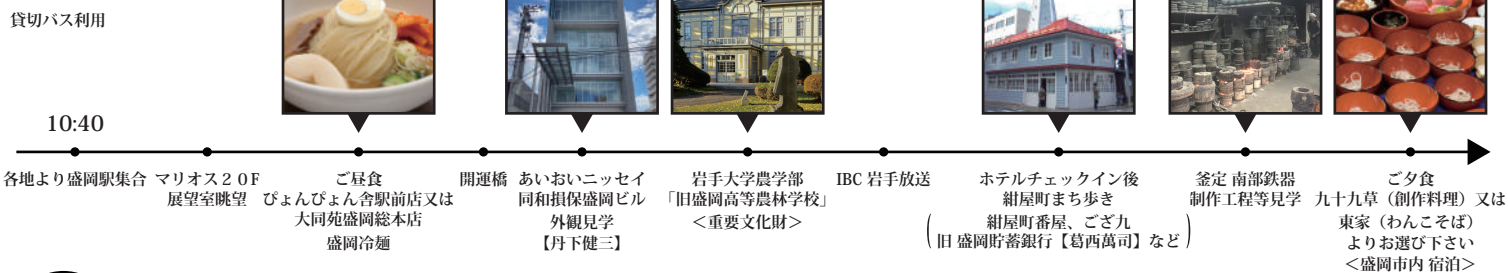 貸切バス利用
10:40
各地より盛岡駅集合
マリオス２０F
展望室眺望
ご昼食
ぴょんぴょん舎駅前店又は
大同苑盛岡総本店
盛岡冷麺
開運橋
あいおいニッセイ
同和損保盛岡ビル
外観見学
【丹下健三】
岩手大学農学部
「旧盛岡高等農林学校」
＜重要文化財＞
IBC 岩手放送
ホテルチェックイン後
紺屋町まち歩き
(紺屋町番屋、ござ九
旧 盛岡貯蓄銀行【葛西萬司】など)
釜定 南部鉄器
制作工程等見学
ご夕食
九十九草（創作料理）又は
東家（わんこそば）
よりお選び下さい
＜盛岡市内 宿泊＞